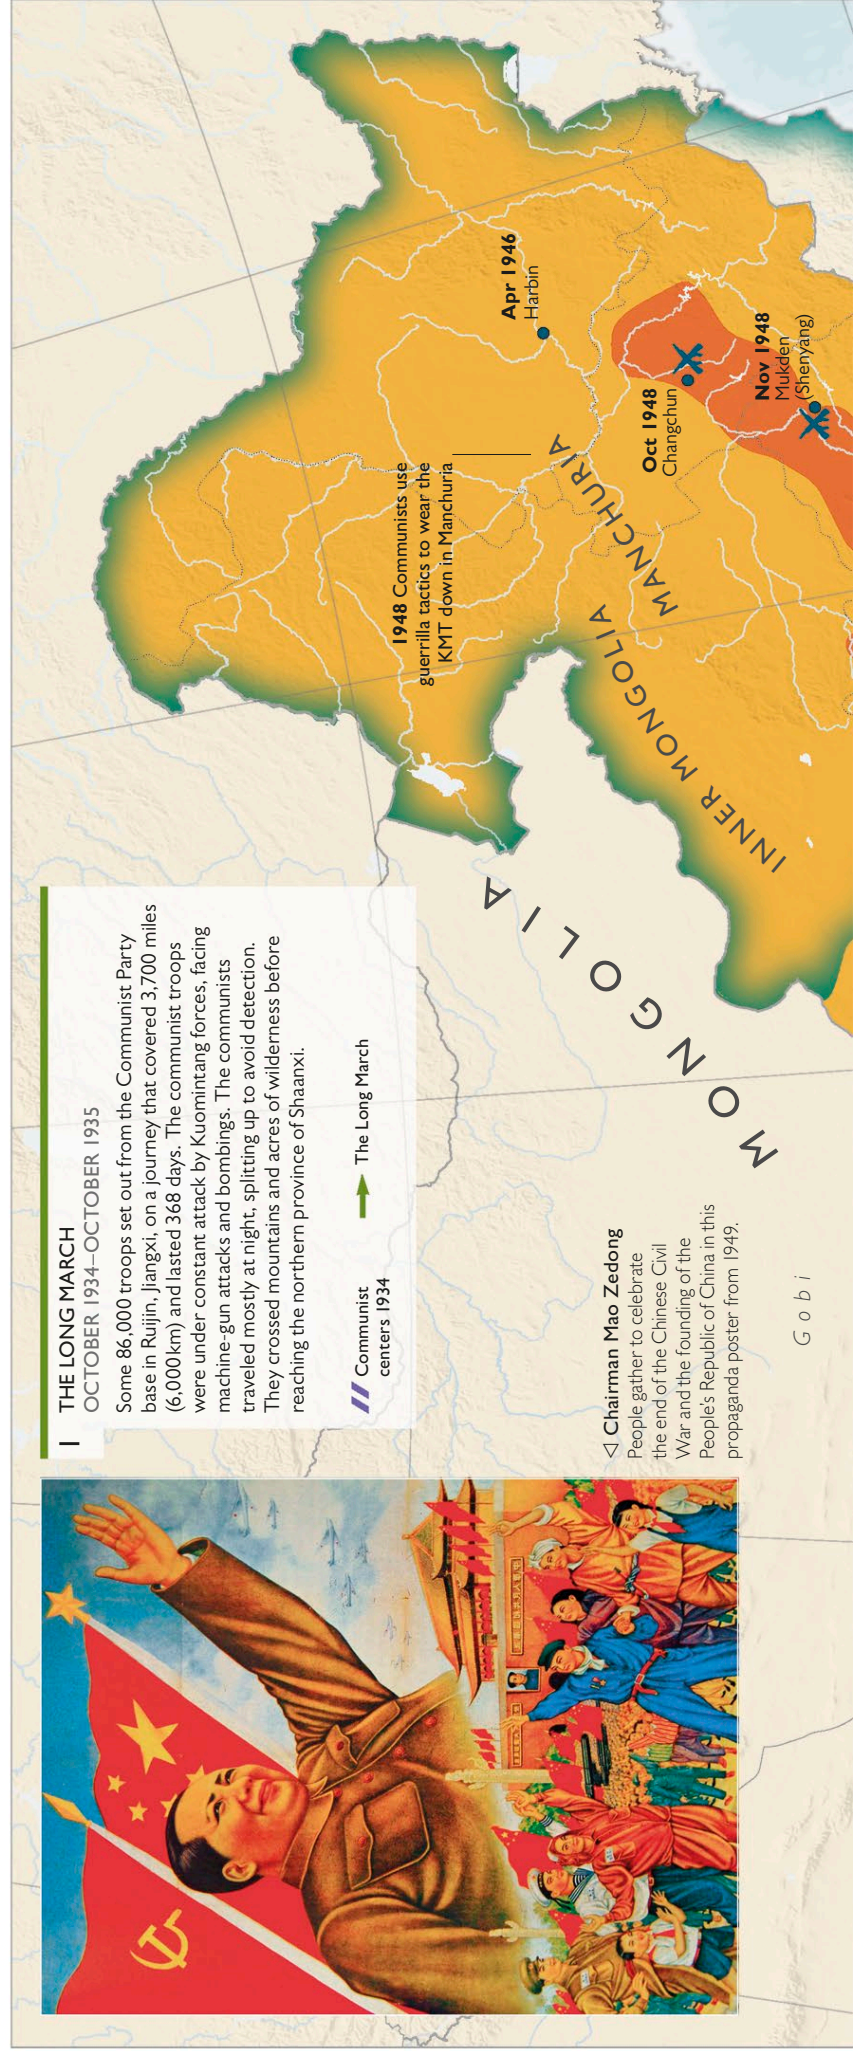 1 THE LONG MARCH
OCTOBER 1934–OCTOBER 1935
Some 86,000 troops set out from the Communist Party
base in Ruijin, Jiangxi, on a journey that covered 3,700 miles
(6,000 km) and lasted 368 days. The communist troops
were under constant attack by Kuomintang forces, facing
machine-gun attacks and bombings. The communists
traveled mostly at night, splitting up to avoid detection.
They crossed mountains and acres of wilderness before
reaching the northern province of Shaanxi.
Communist
centers 1934
The Long March
◁ Chairman Mao Zedong
People gather to celebrate
the end of the Chinese Civil
War and the founding of the
People's Republic of China in this
propaganda poster from 1949.
Gobi
MONGOLIA
INNER MONGOLIA
MANCHURIA
1948 Communists use
guerrilla tactics to wear the
KMT down in Manchuria
Apr 1946
Harbin
Oct 1948
Changchun
Nov 1948
Mukden
(Shenyang)